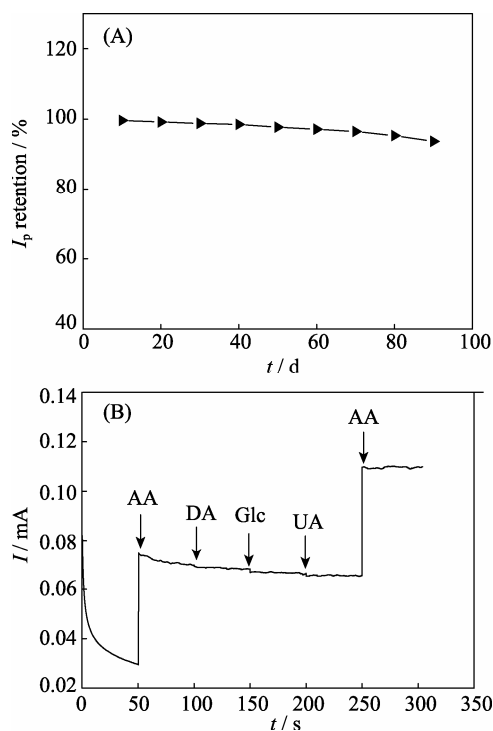 (A)
120
100
80
60
40
Ip retention / %
0 20 40 60 80 100
t / d
0.14
0.12
0.10
0.08
0.06
0.04
0.02
I / mA
(B)
AA
AA
DA
Glc
UA
0 50 100 150 200 250 300 350
t / s